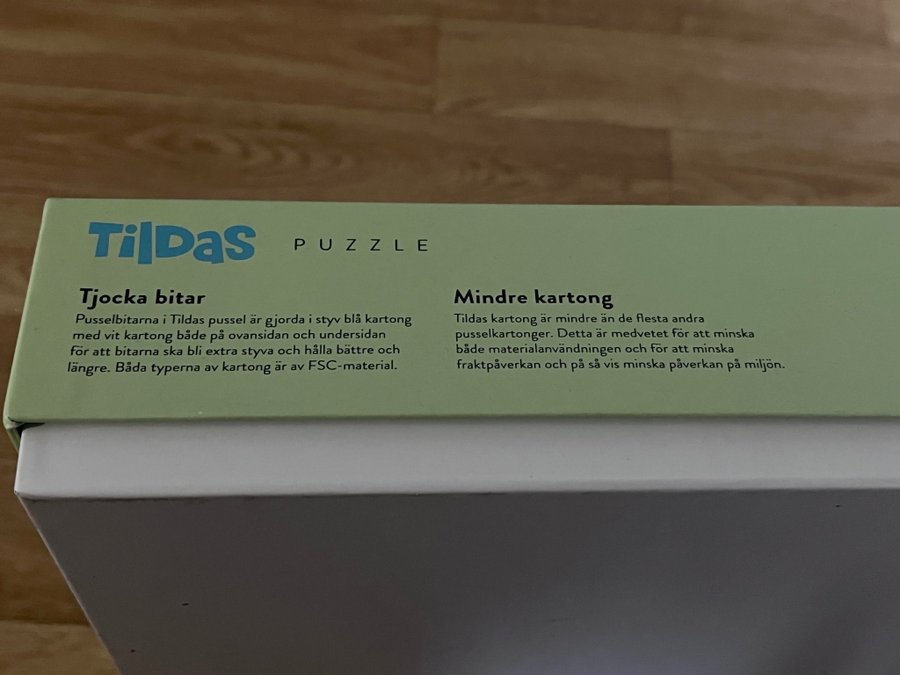 TilDas PUZZLE
Tjocka bitar
Pusselbitarna i Tildas pussel är gjorda i styv blå kartong
med vit kartong både på ovansidan och undersidan
för att bitarna ska bli extra styva och hålla bättre och
längre. Båda typerna av kartong är av FSC-material.
Mindre kartong
Tildas kartong är mindre än de flesta andra
pusselkartonger. Detta är medvetet för att minska
både materialanvändningen och för att minska
fraktpåverkan och på så vis minska påverkan på miljön.